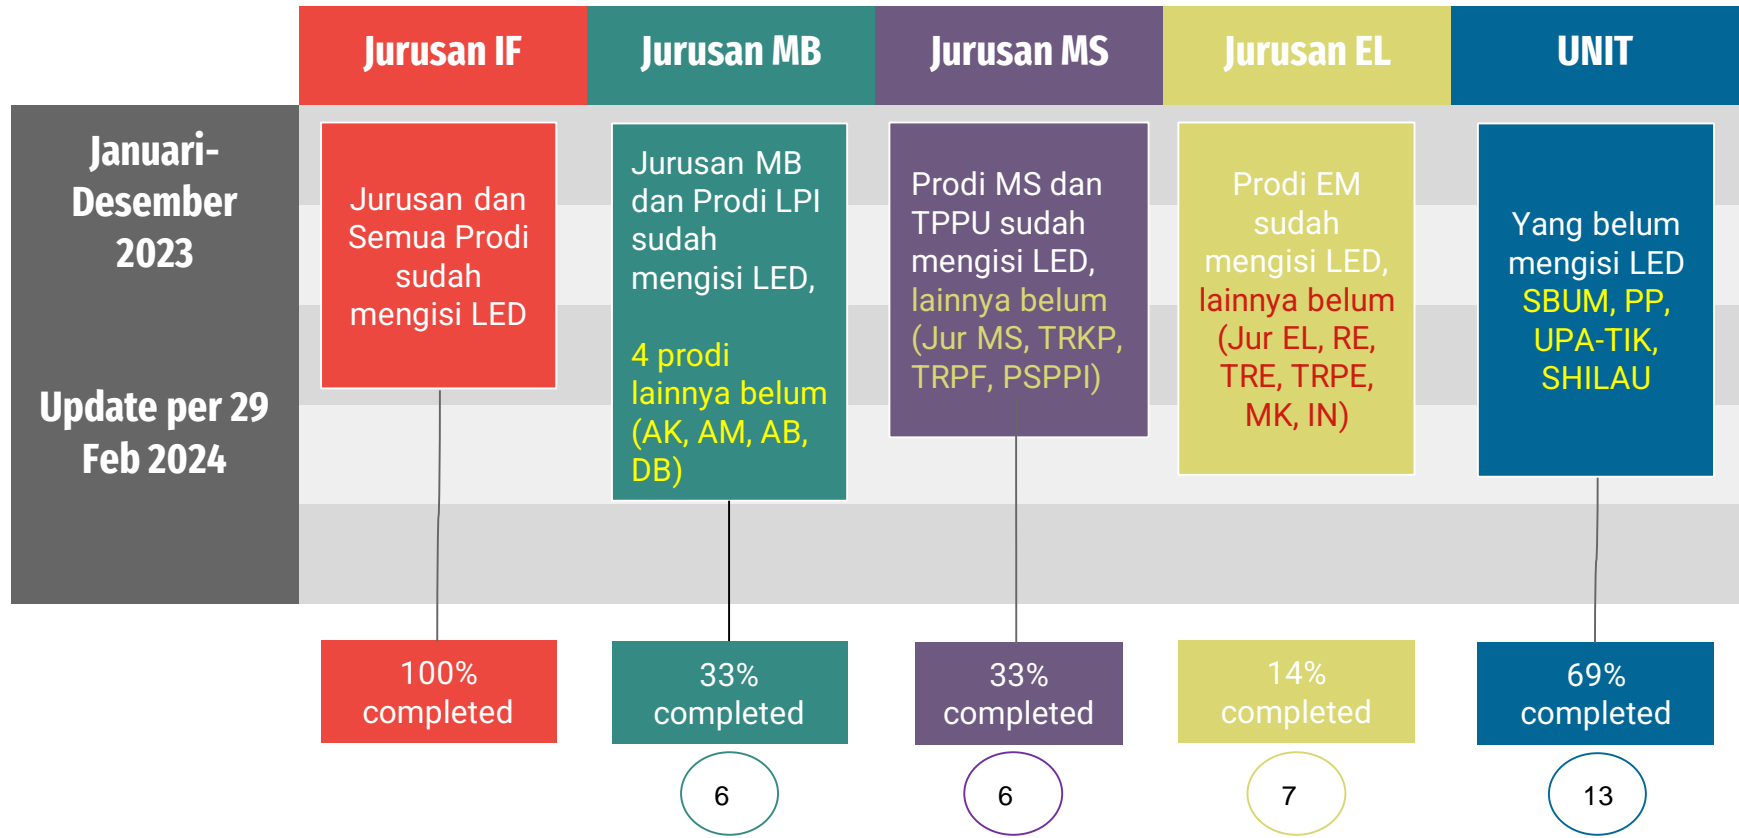 Jurusan IF
Jurusan MB
Jurusan MS
Jurusan EL
UNIT
Januari-
Desember
2023
Update per 29
Feb 2024
Jurusan dan
Semua Prodi
sudah
mengisi LED
Jurusan MB
dan Prodi LPI
sudah
mengisi LED,
4 prodi
lainnya belum
(AK, AM, AB,
DB)
Prodi MS dan
TPPU sudah
mengisi LED,
lainnya belum
(Jur MS, TRKP,
TRPF, PSPPI)
Prodi EM
sudah
mengisi LED,
lainnya belum
(Jur EL, RE,
TRE, TRPE,
MK, IN)
Yang belum
mengisi LED
SBUM, PP,
UPA-TIK,
SHILAU
100%
completed
33%
completed
33%
completed
14%
completed
69%
completed
6
6
7
13